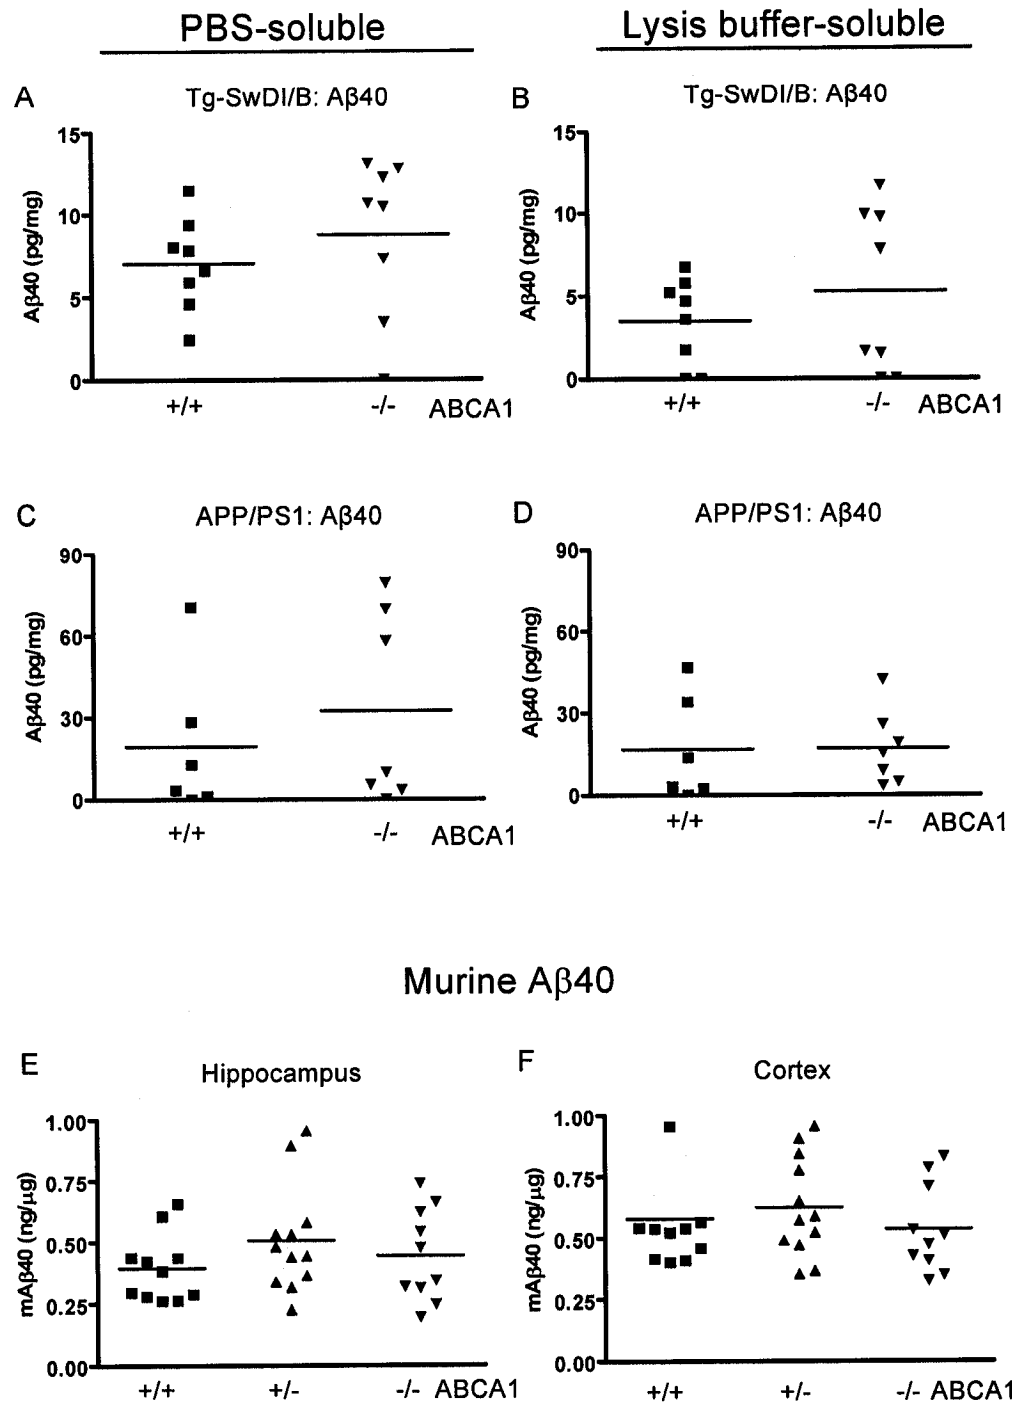 PBS-soluble
Lysis buffer-soluble
A
Tg-SwDI/B: Aβ40
Aβ40 (pg/mg)
15
10
5
0
+/+
-/-
ABCA1
B
Tg-SwDI/B: Aβ40
Aβ40 (pg/mg)
15
10
5
0
+/+
-/-
ABCA1
C
APP/PS1: Aβ40
Aβ40 (pg/mg)
90
60
30
0
+/+
-/-
ABCA1
D
APP/PS1: Aβ40
Aβ40 (pg/mg)
90
60
30
0
+/+
-/-
ABCA1
Murine Aβ40
E
Hippocampus
mAβ40 (ng/µg)
1.00
0.75
0.50
0.25
0.00
+/+
+/-
-/-
ABCA1
F
Cortex
mAβ40 (ng/µg)
1.00
0.75
0.50
0.25
0.00
+/+
+/-
-/-
ABCA1